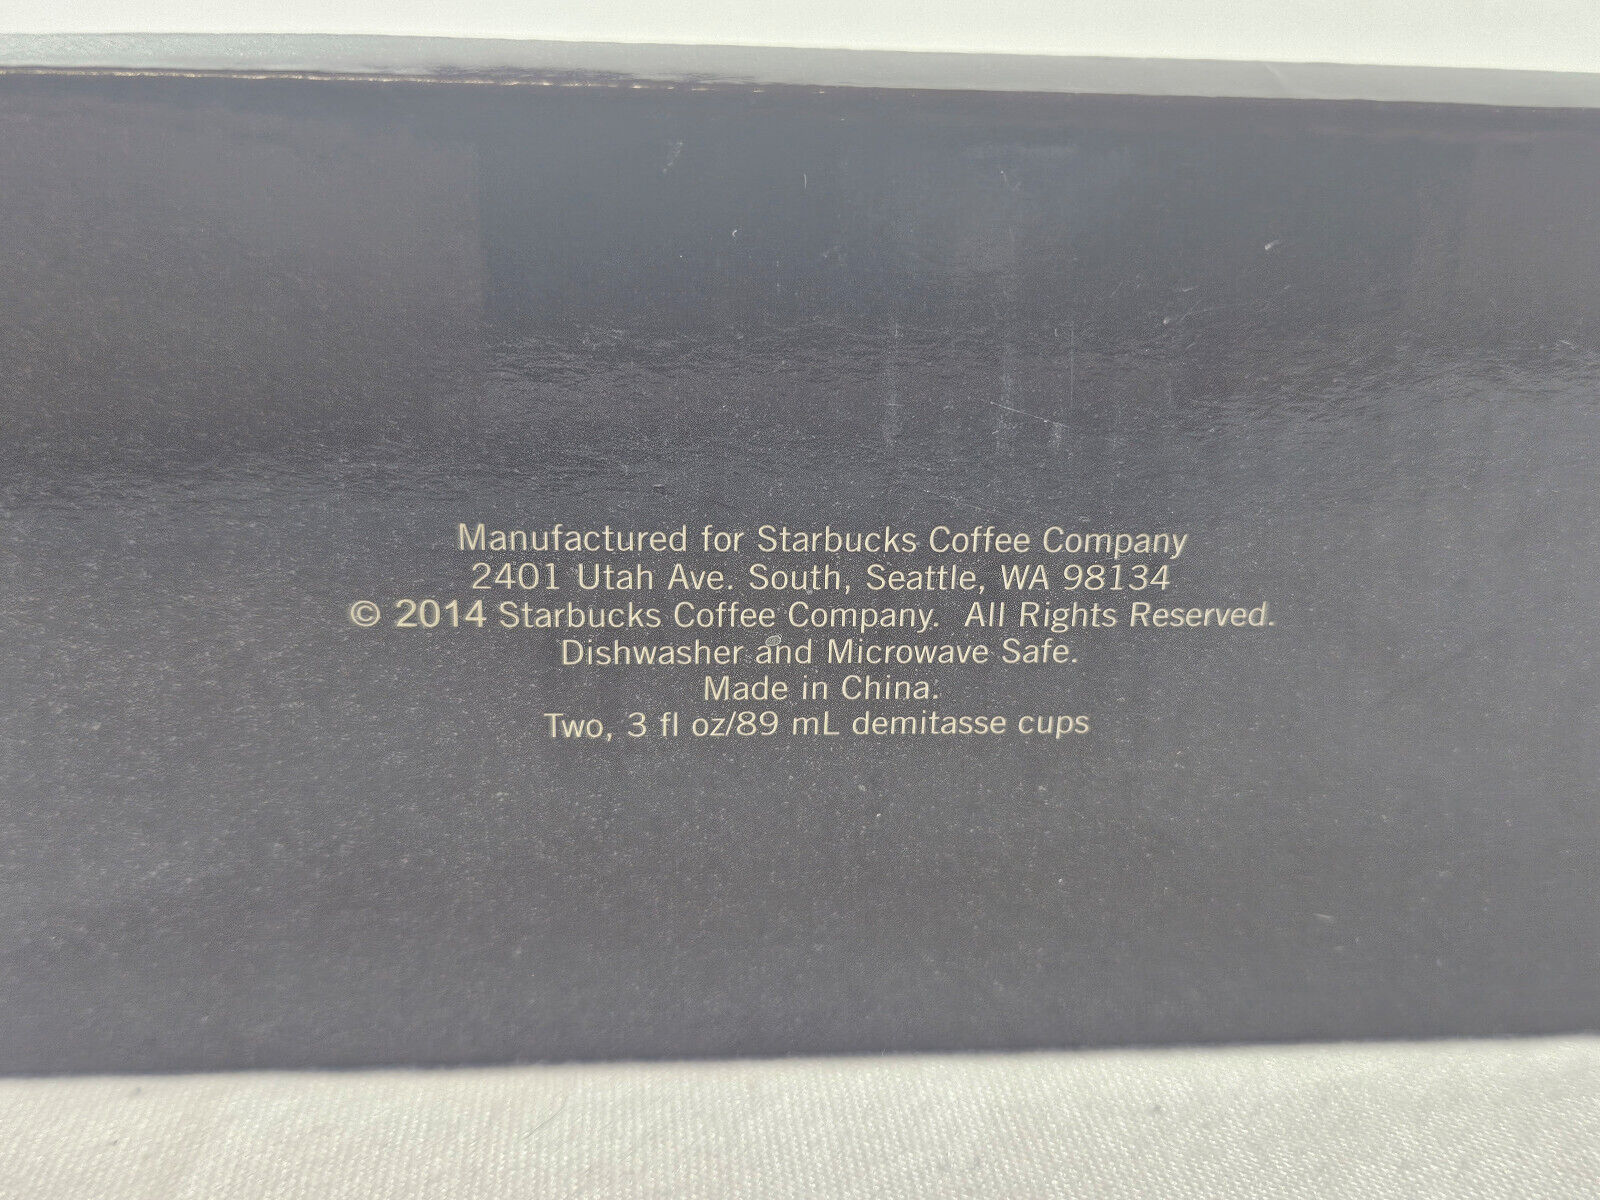 Manufactured for Starbucks Coffee Company
2401 Utah Ave. South, Seattle, WA 98134
© 2014 Starbucks Coffee Company. All Rights Reserved.
Dishwasher and Microwave Safe.
Made in China.
Two, 3 fl oz/89 mL demitasse cups